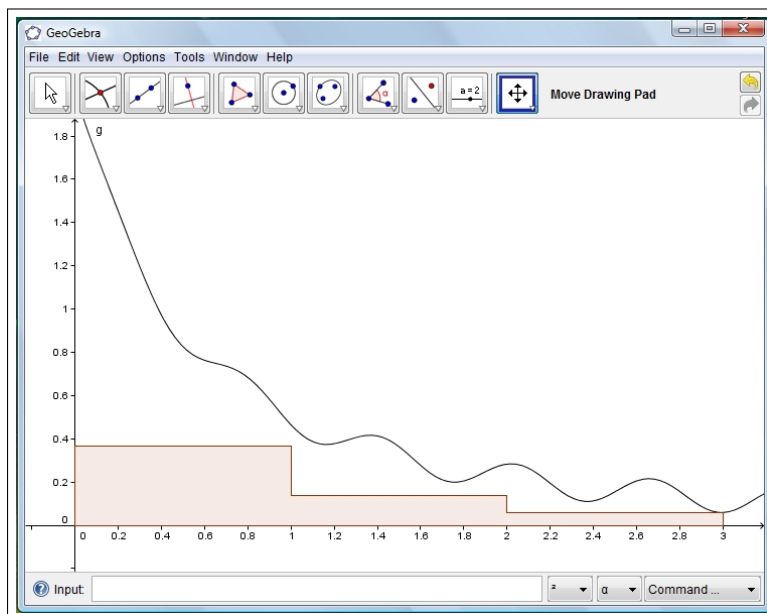 GeoGebra
File Edit View Options Tools Window Help
a = 2
α
Move Drawing Pad
g
1.8
1.6
1.4
1.2
1
0.8
0.6
0.4
0.2
0
0 0.2 0.4 0.6 0.8 1 1.2 1.4 1.6 1.8 2 2.2 2.4 2.6 2.8 3
Input:
² α Command ...